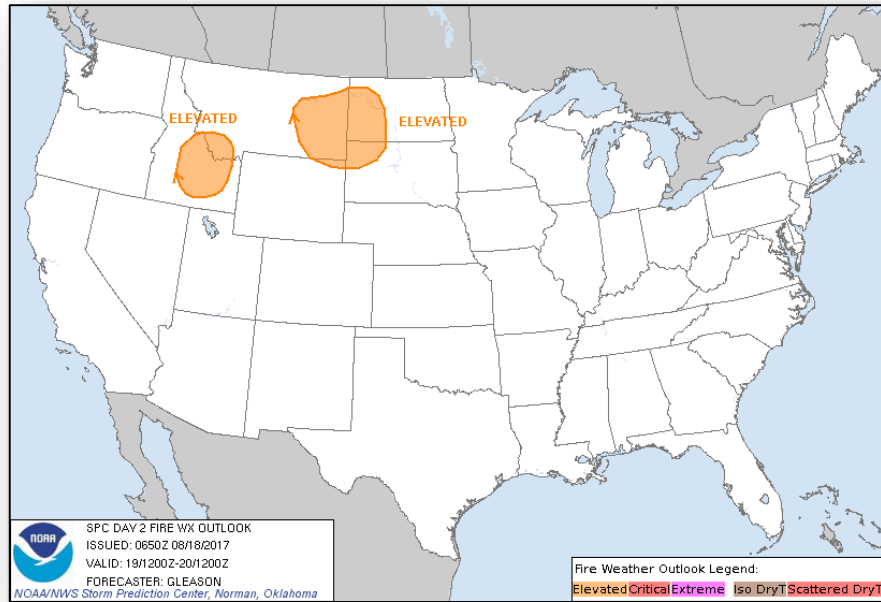 ELEVATED
ELEVATED
SPC DAY 2 FIRE WX OUTLOOK
ISSUED: 0650Z 08/18/2017
VALID: 19/1200Z-20/1200Z
FORECASTER: GLEASON
NOAA
NOAA/NWS Storm Prediction Center, Norman, Oklahoma
Fire Weather Outlook Legend:
Elevated Critical Extreme Iso DryT Scattered DryT